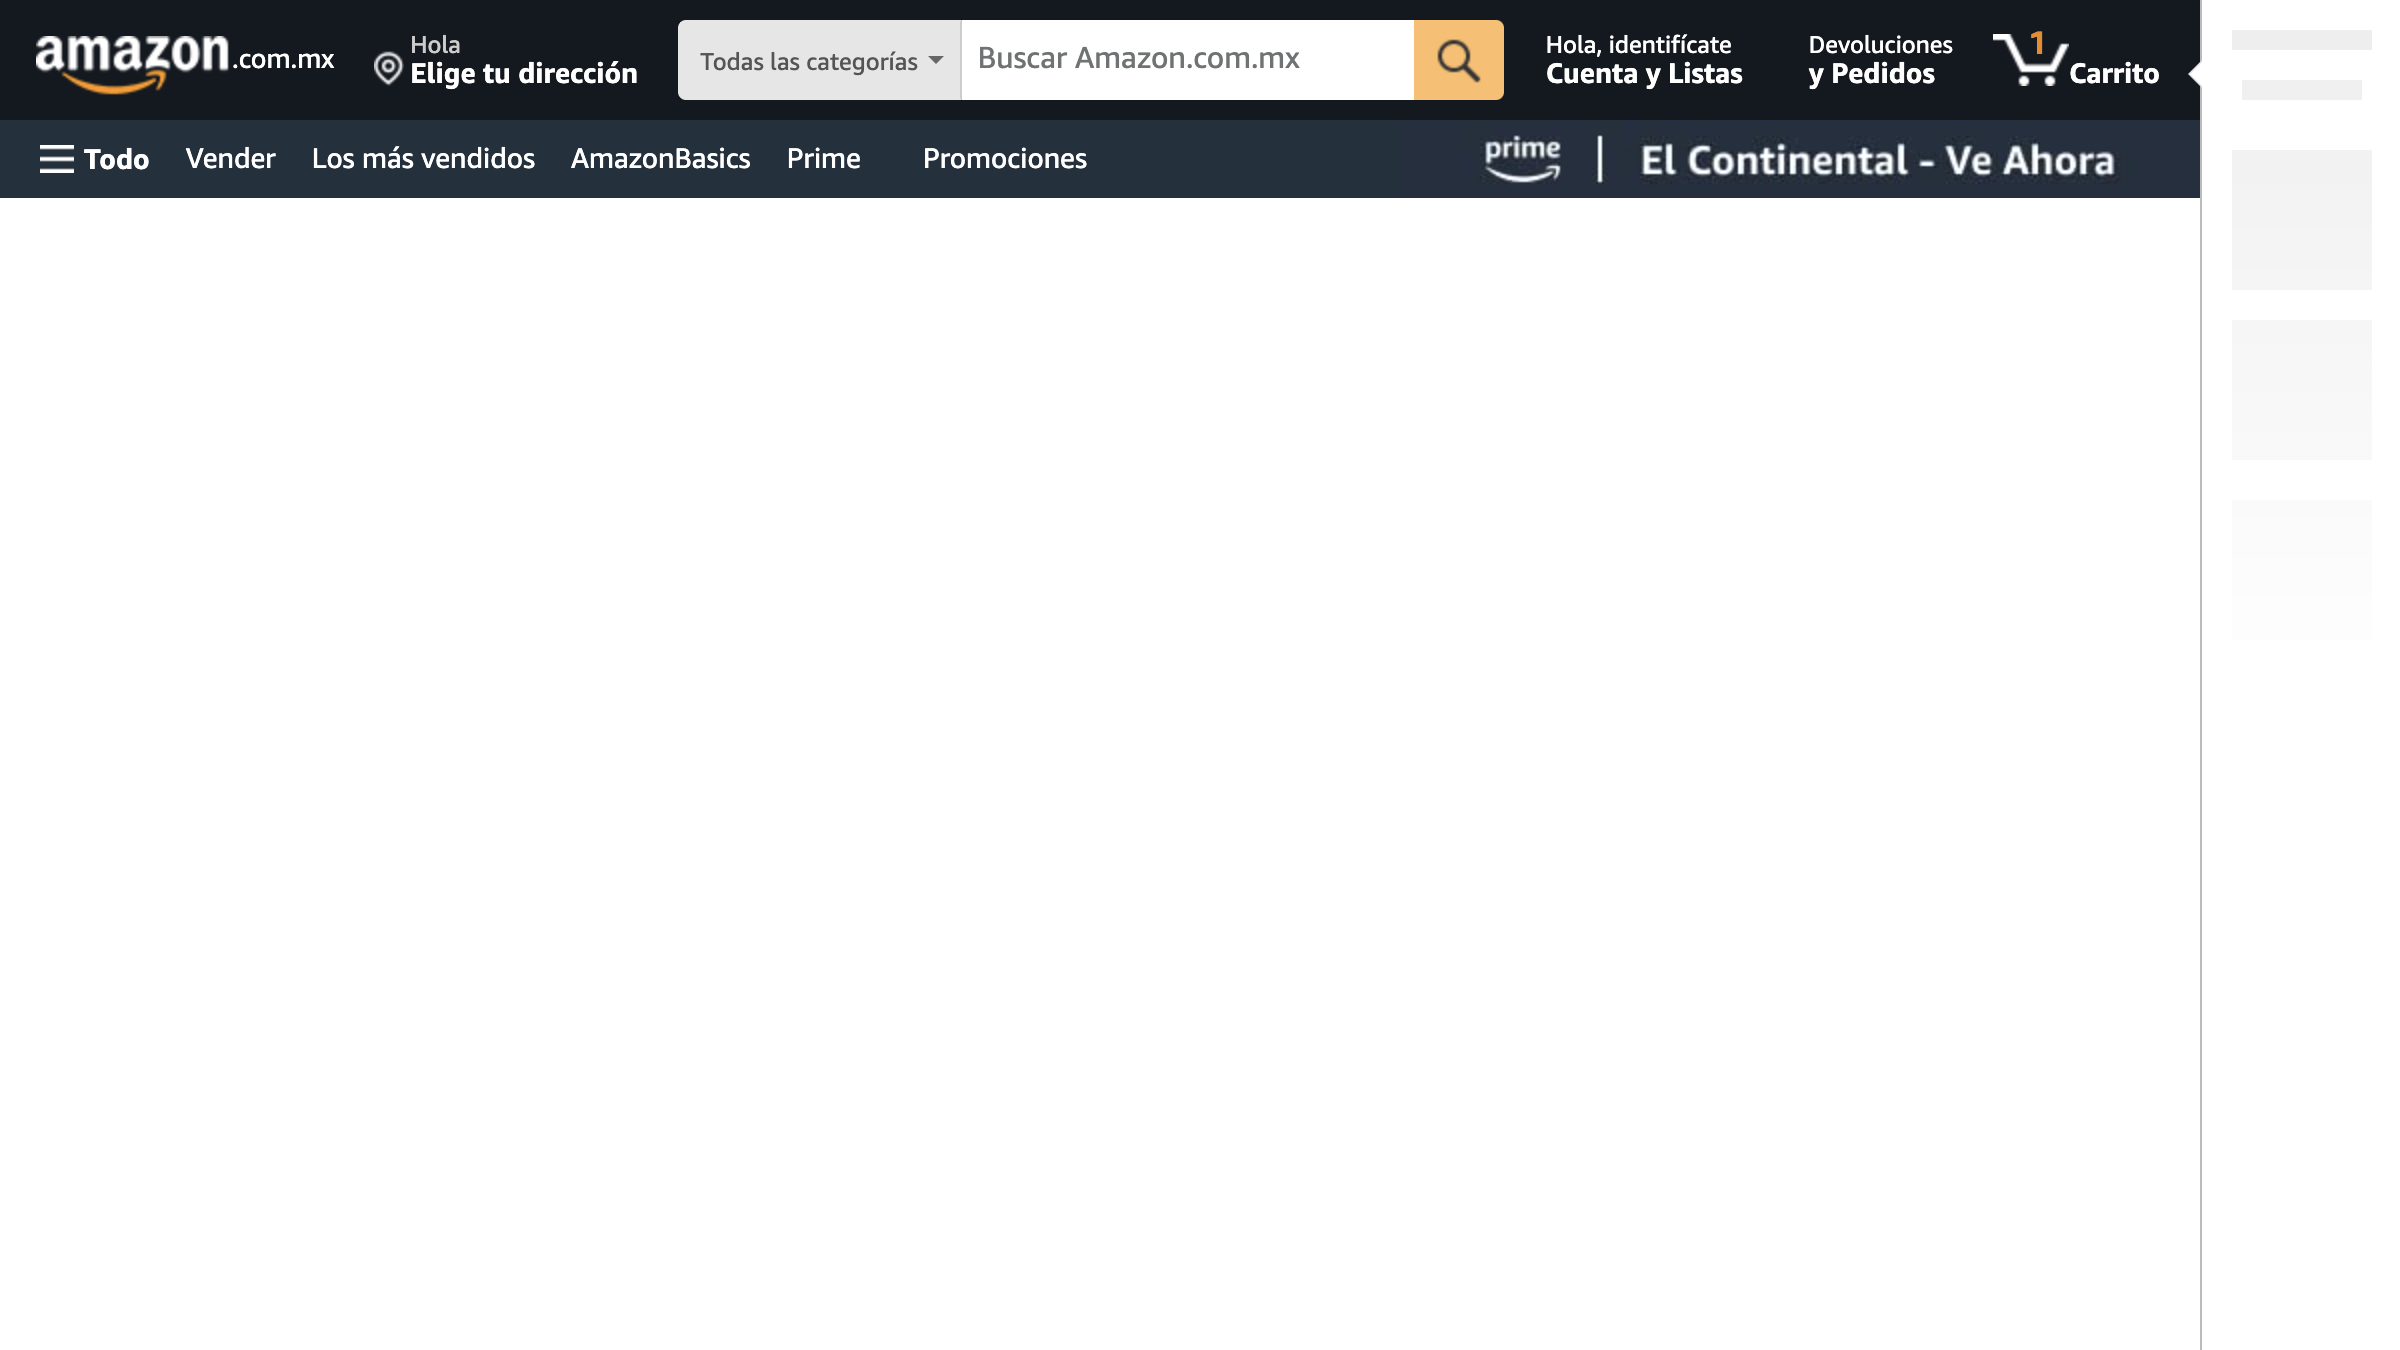 amazon.com.mx
Hola
Elige tu dirección
Todas las categorías
Buscar Amazon.com.mx
Hola, identifícate
Cuenta y Listas
Devoluciones
y Pedidos
1
Carrito
Todo
Vender
Los más vendidos
AmazonBasics
Prime
Promociones
prime
El Continental - Ve Ahora